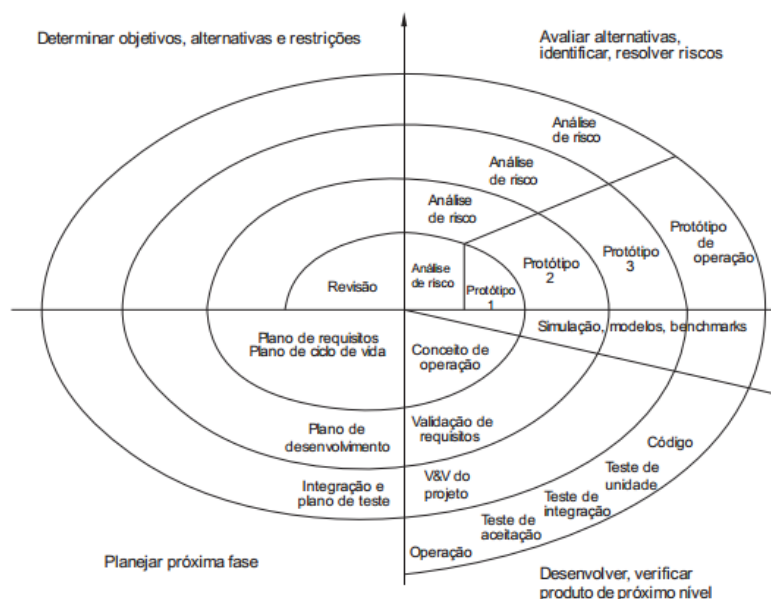 Determinar objetivos, alternativas e restrições
Avaliar alternativas,
identificar, resolver riscos
Análise
de risco
Análise
de risco
Análise
de risco
Análise
de risco
Revisão
Protótipo
1
Protótipo
2
Protótipo
3
Protótipo
de
operação
Simulação, modelos, benchmarks
Plano de requisitos
Plano de ciclo de vida
Conceito de
operação
Plano de
desenvolvimento
Validação de
requisitos
Integração e
plano de teste
V&V do
projeto
Código
Teste de
unidade
Teste de
integração
Teste de
aceitação
Operação
Planejar próxima fase
Desenvolver, verificar
produto de próximo nível